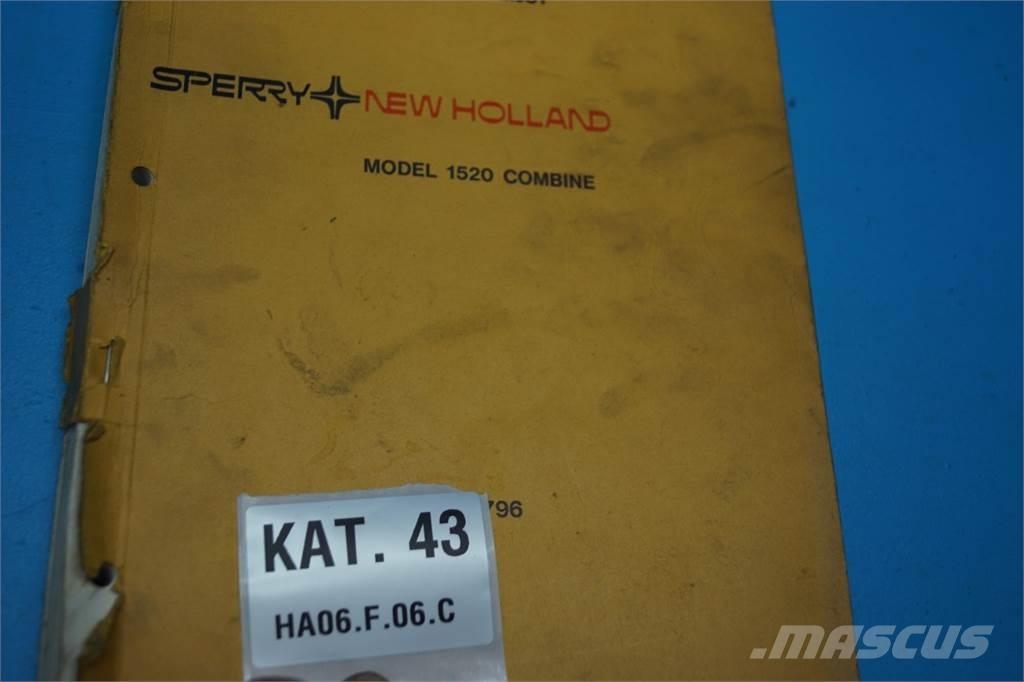 SPERRY NEW HOLLAND
MODEL 1520 COMBINE
796
KAT. 43
HA06.F.06.C
MASCUS